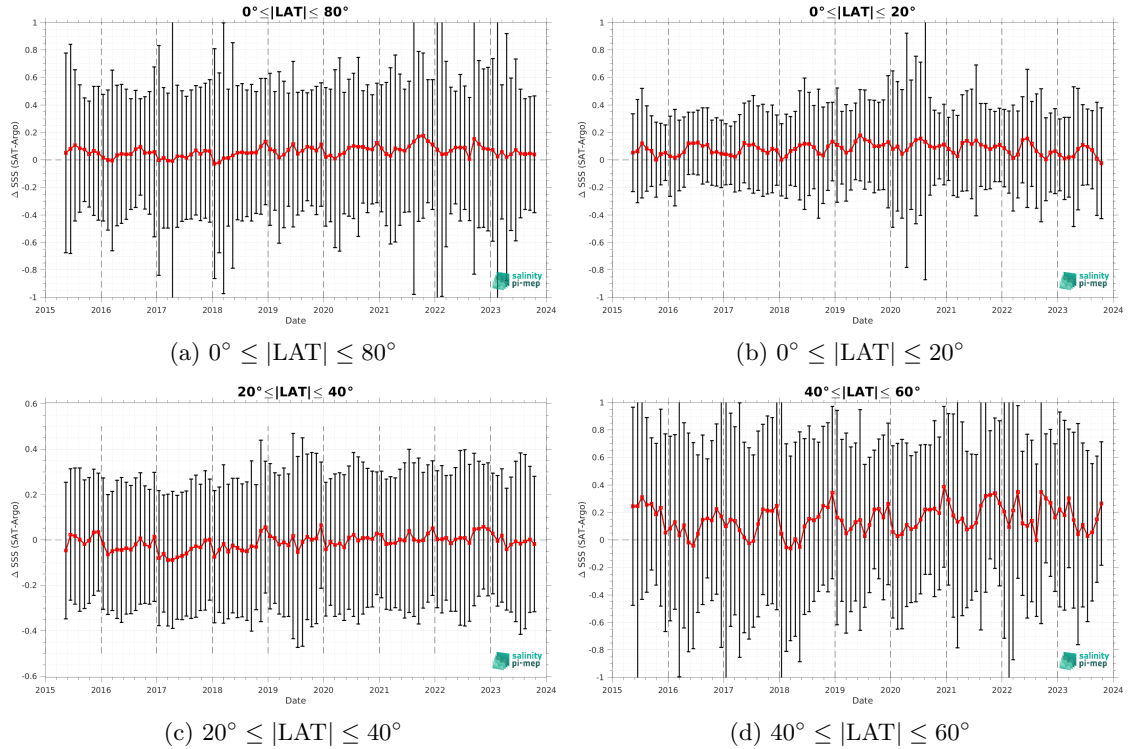 0°≤|LAT|≤ 80°
Δ SSS (SAT-Argo)
1
0.8
0.6
0.4
0.2
0
-0.2
-0.4
-0.6
-0.8
-1
2015 2016 2017 2018 2019 2020 2021 2022 2023 2024
Date
salinity
pi-mep
(a) 0° ≤ |LAT| ≤ 80°
0°≤|LAT|≤ 20°
Δ SSS (SAT-Argo)
1
0.8
0.6
0.4
0.2
0
-0.2
-0.4
-0.6
-0.8
-1
2015 2016 2017 2018 2019 2020 2021 2022 2023 2024
Date
salinity
pi-mep
(b) 0° ≤ |LAT| ≤ 20°
20°≤|LAT|≤ 40°
Δ SSS (SAT-Argo)
0.6
0.4
0.2
0
-0.2
-0.4
-0.6
2015 2016 2017 2018 2019 2020 2021 2022 2023 2024
Date
salinity
pi-mep
(c) 20° ≤ |LAT| ≤ 40°
40°≤|LAT|≤ 60°
Δ SSS (SAT-Argo)
1
0.8
0.6
0.4
0.2
0
-0.2
-0.4
-0.6
-0.8
-1
2015 2016 2017 2018 2019 2020 2021 2022 2023 2024
Date
salinity
pi-mep
(d) 40° ≤ |LAT| ≤ 60°